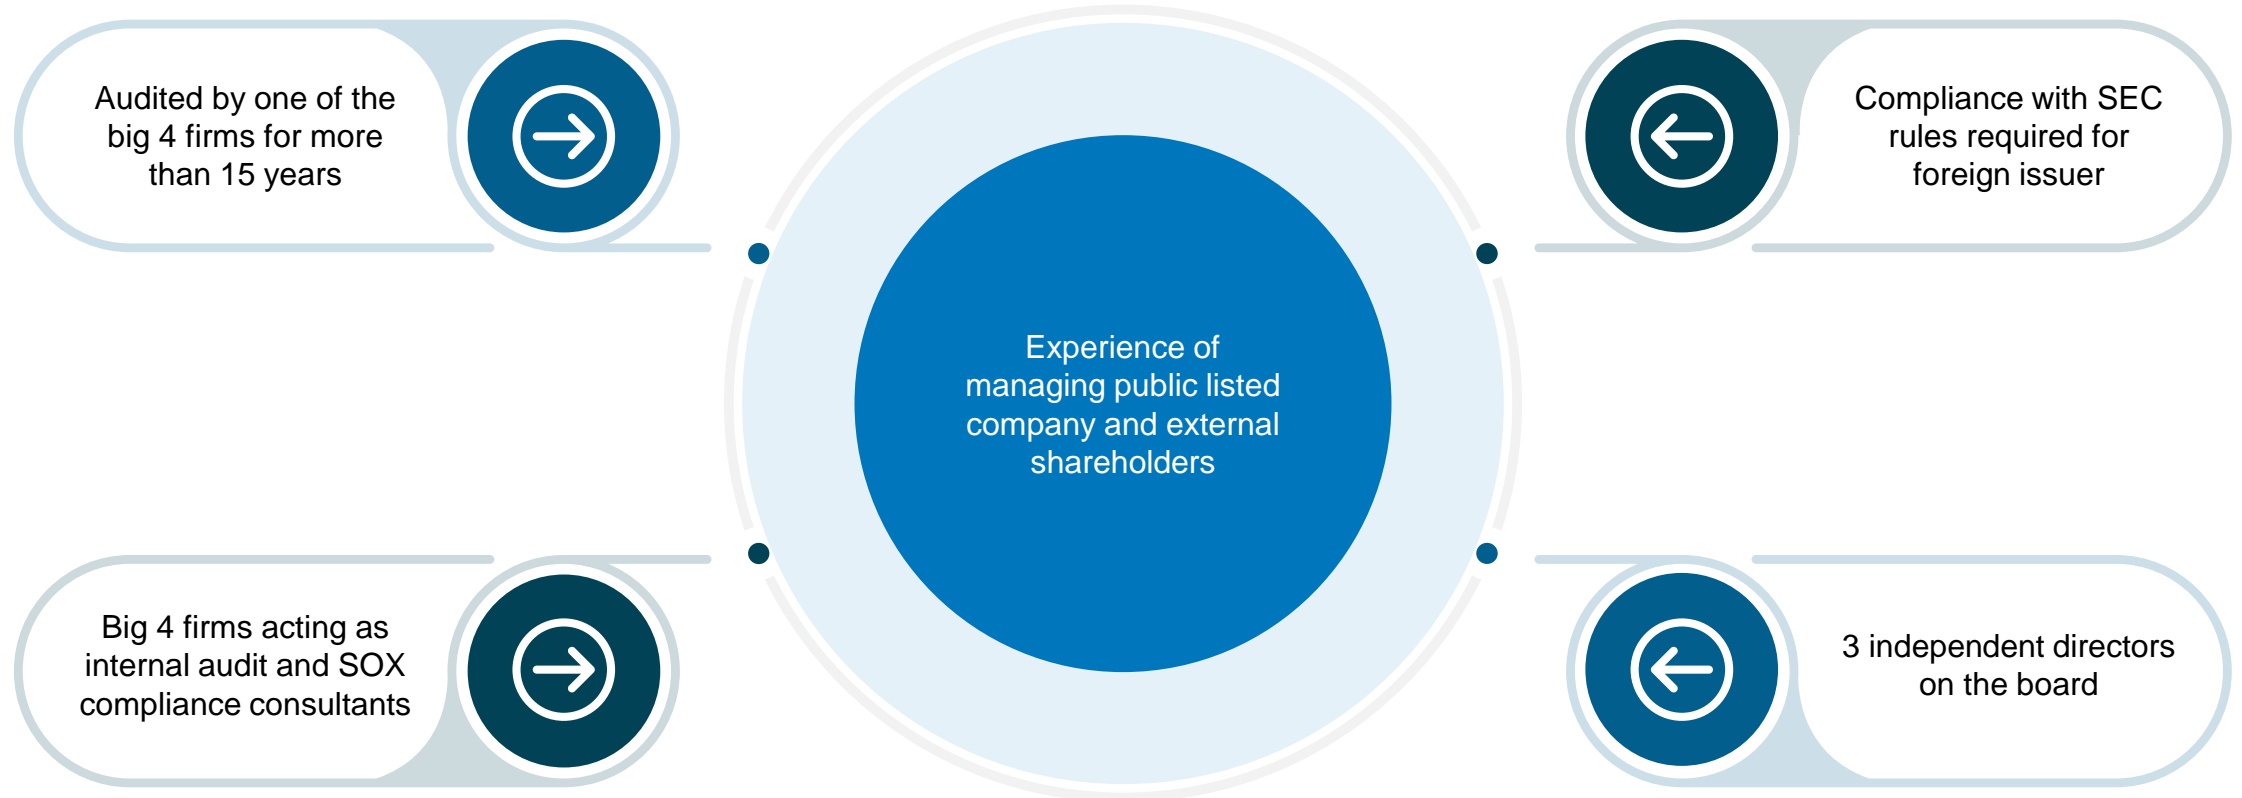 Audited by one of the
big 4 firms for more
than 15 years
Compliance with SEC
rules required for
foreign issuer
Experience of
managing public listed
company and external
shareholders
Big 4 firms acting as
internal audit and SOX
compliance consultants
3 independent directors
on the board